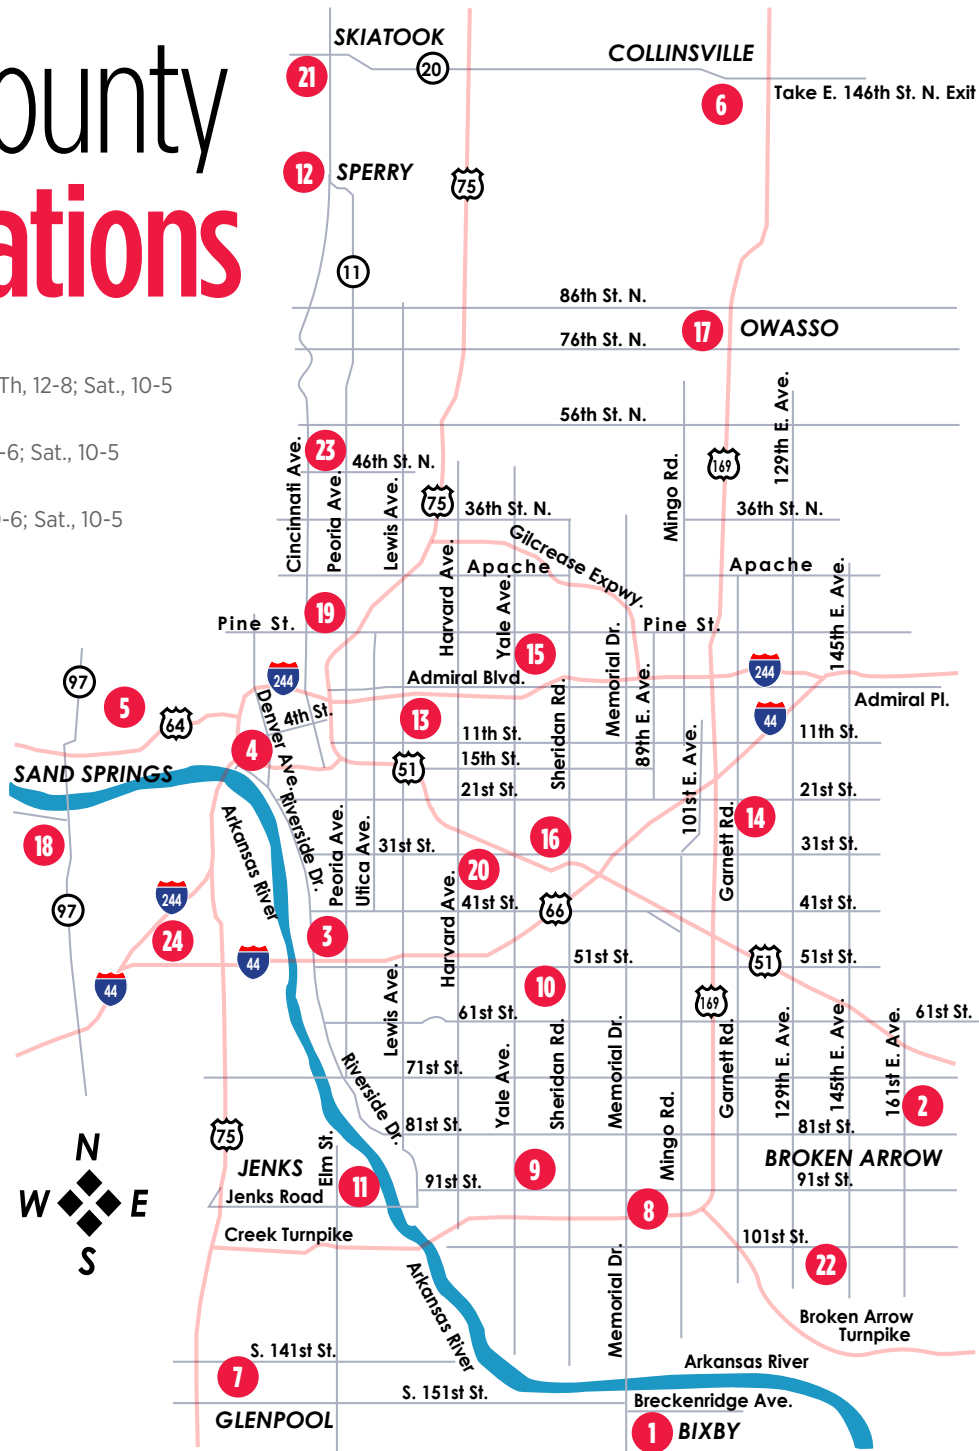 ounty
ations
Th, 12-8; Sat., 10-5
-6; Sat., 10-5
-6; Sat., 10-5
SKIATOOK
COLLINSVILLE
20
21
6
Take E. 146th St. N. Exit
12
SPERRY
75
11
86th St. N.
17
OWASSO
76th St. N.
56th St. N.
129th E. Ave.
23
46th St. N.
Cincinnati Ave.
Peoria Ave.
Lewis Ave.
75
Mingo Rd.
169
36th St. N.
36th St. N.
Gilcrease Expwy.
Harvard Ave.
Apache
Yale Ave.
Apache
145th E. Ave.
19
Pine St.
Pine St.
15
Memorial Dr.
97
244
244
Admiral Blvd.
Sheridan Rd.
89th E. Ave.
Admiral Pl.
5
64
Denver Ave.
4th St.
13
44
11th St.
11th St.
4
15th St.
101st E. Ave.
SAND SPRINGS
51
21st St.
21st St.
Riverside Dr.
Arkansas River
Peoria Ave.
Utica Ave.
Garnett Rd.
14
18
31st St.
16
31st St.
20
244
Harvard Ave.
41st St.
66
41st St.
97
24
3
44
44
51st St.
51
51st St.
10
Lewis Ave.
169
61st St.
61st St.
Yale Ave.
Sheridan Rd.
Memorial Dr.
Garnett Rd.
129th E. Ave.
145th E. Ave.
161st E. Ave.
Riverside Dr.
71st St.
2
Mingo Rd.
75
81st St.
81st St.
N
W
E
S
JENKS
Elm St.
9
BROKEN ARROW
91st St.
91st St.
11
Jenks Road
8
Creek Turnpike
101st St.
22
Arkansas River
Memorial Dr.
Broken Arrow
Turnpike
S. 141st St.
7
Arkansas River
S. 151st St.
Breckenridge Ave.
GLENPOOL
1
BIXBY